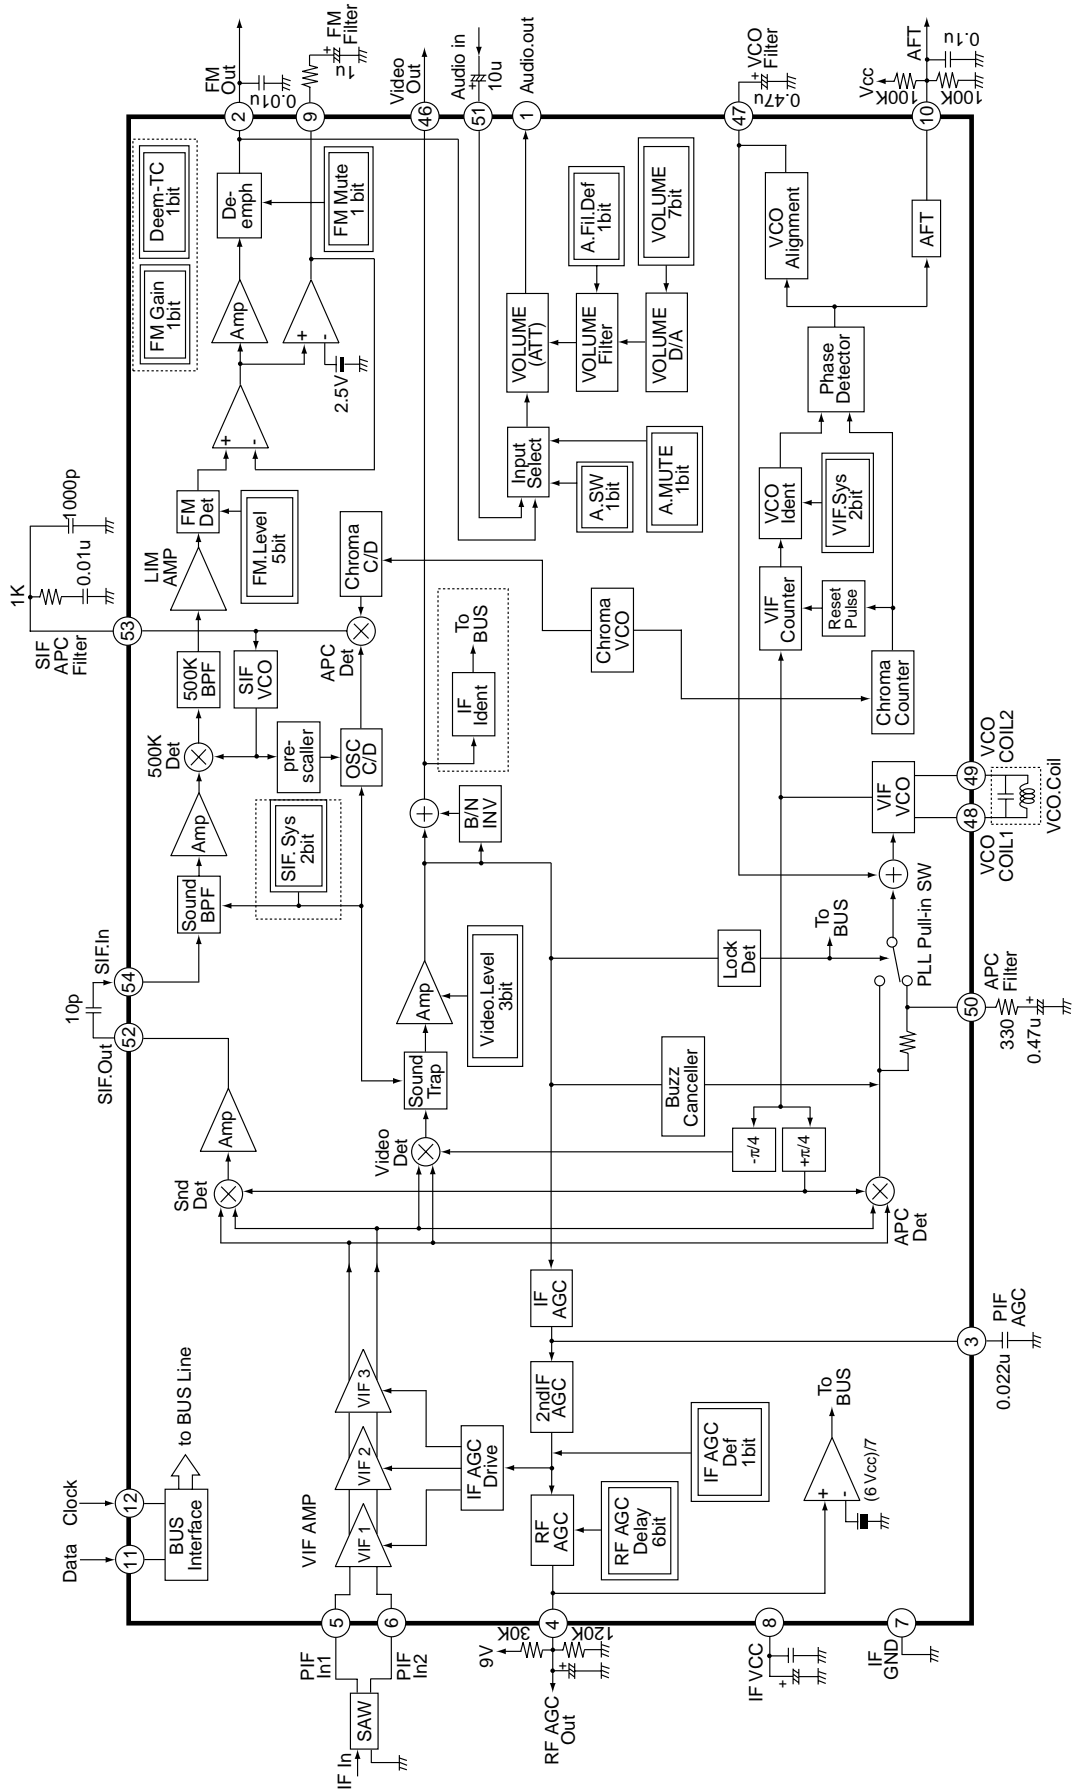 IF In
SAW
PIF
In1
PIF
In2
5
6
VIF AMP
VIF 1
VIF 2
VIF 3
Data
Clock
11
12
BUS
Interface
to BUS Line
9V
30K
120K
RF AGC
Out
4
RF
AGC
RF AGC
Delay
6bit
IF AGC
Drive
IF AGC
Def
1bit
2ndIF
AGC
IF
AGC
To
BUS
+
-
(6 Vcc)/7
IF VCC
+
8
IF
GND
7
3
PIF
AGC
0.022u
Snd
Det
Amp
SIF.Out
52
10p
54
SIF.In
Video
Det
Sound
Trap
Amp
Video.Level
3bit
APC
Det
-π/4
+π/4
Buzz
Canceller
Lock
Det
To
BUS
PLL Pull-in SW
50
APC
Filter
330
0.47u
+
Sound
BPF
Amp
500K
Det
500K
BPF
SIF. Sys
2bit
pre-
scaller
SIF
VCO
OSC
C/D
APC
Det
Chroma
C/D
B/N
INV
IF
Ident
To
BUS
SIF
APC
Filter
53
1K
0.01u
1000p
LIM
AMP
FM
Det
FM.Level
5bit
+
-
Amp
+
-
2.5V
FM Gain
1bit
Deem-TC
1bit
De-
emph
FM Mute
1 bit
FM
Out
2
0.01u
9
FM
Filter
1u
+
Video
Out
46
Audio in
51
+
10u
Audio.out
1
Input
Select
A.SW
1bit
A.MUTE
1bit
VOLUME
(ATT)
VOLUME
Filter
VOLUME
D/A
A.Fil.Def
1bit
VOLUME
7bit
Chroma
VCO
Chroma
Counter
VIF
VCO
VCO
COIL1
48
VCO
COIL2
49
VCO.Coil
VIF
Counter
Reset
Pulse
VCO
Ident
VIF.Sys
2bit
Phase
Detector
VCO
Alignment
AFT
47
VCO
Filter
0.47u
+
10
AFT
Vcc
100K
100K
0.1u